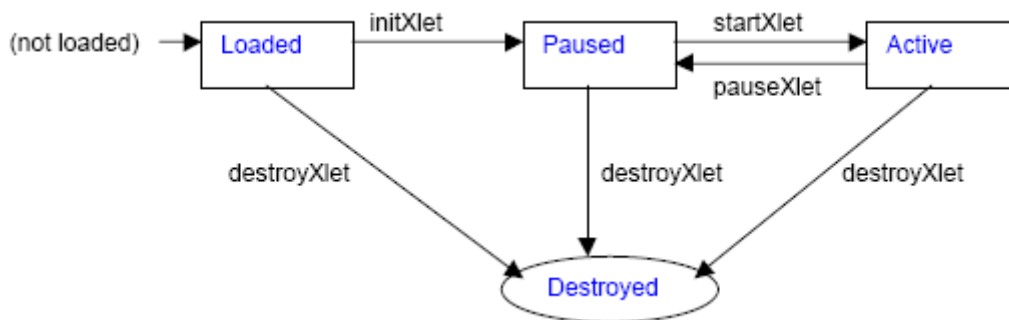 (not loaded)
Loaded
initXlet
Paused
startXlet
Active
pauseXlet
destroyXlet
destroyXlet
destroyXlet
Destroyed